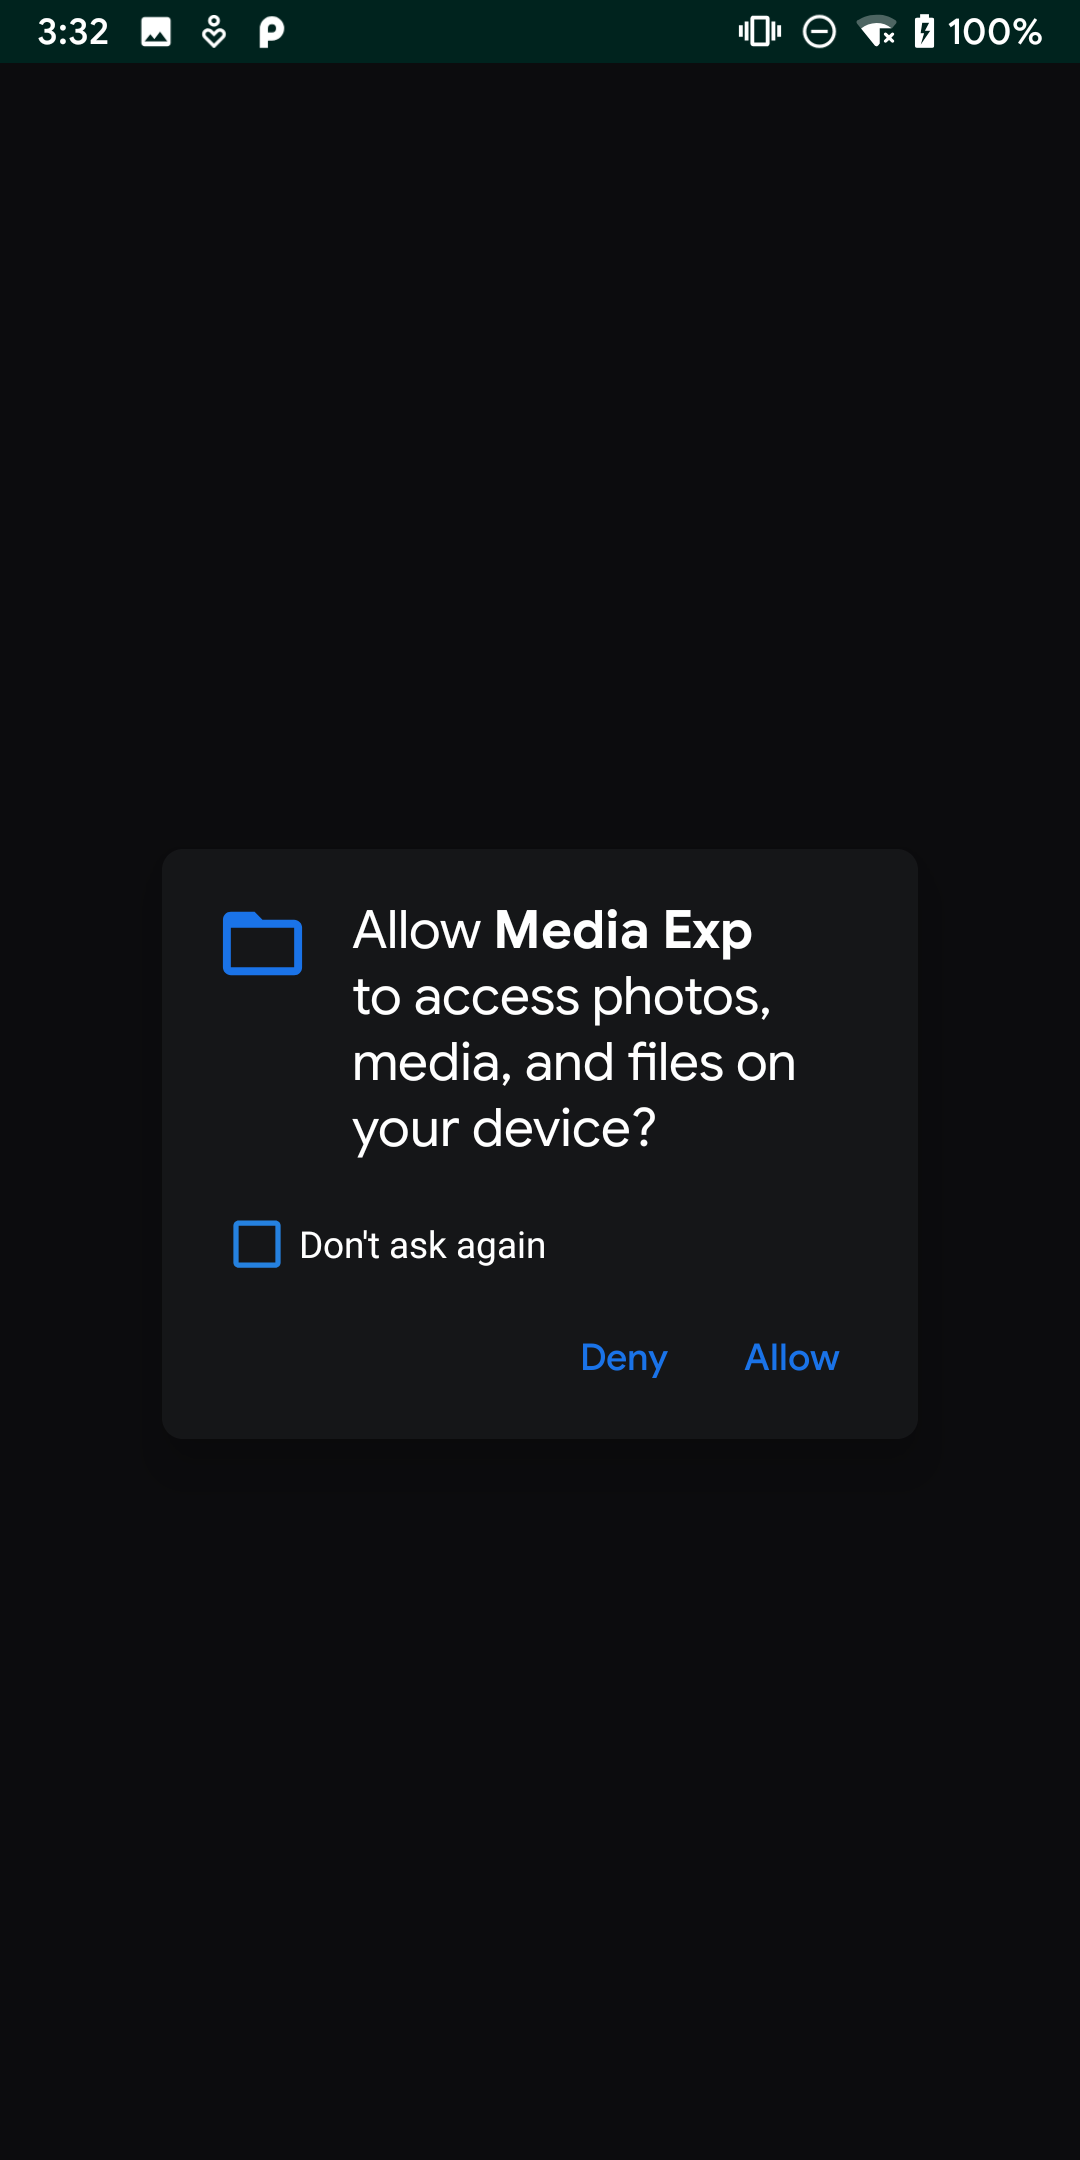 3:32 100%
Allow Media Exp
to access photos,
media, and files on
your device?
Don't ask again
Deny Allow